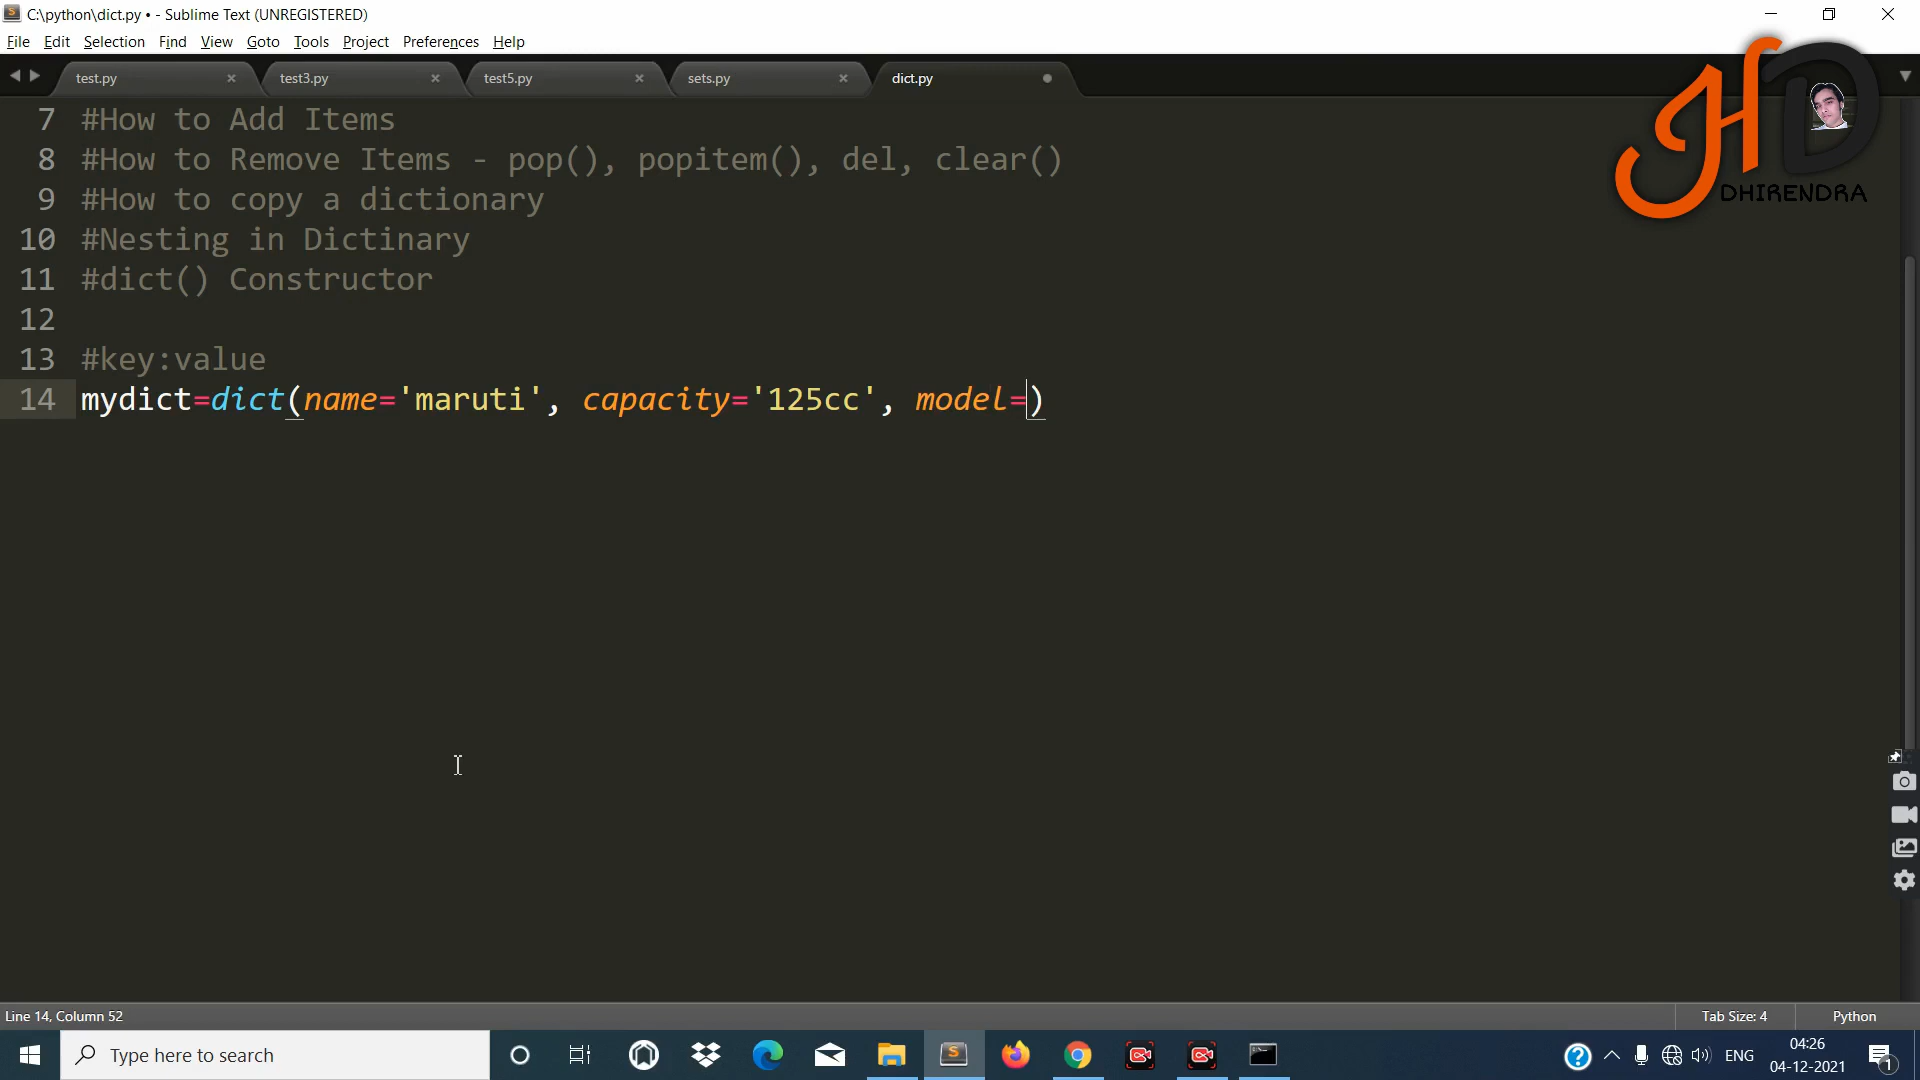 C:\python\dict.py • - Sublime Text (UNREGISTERED)
File Edit Selection Find View Goto Tools Project Preferences Help
test.py test3.py test5.py sets.py dict.py
DHIRENDRA
7 #How to Add Items
8 #How to Remove Items - pop(), popitem(), del, clear()
9 #How to copy a dictionary
10 #Nesting in Dictinary
11 #dict() Constructor
12
13 #key:value
14 mydict=dict(name='maruti', capacity='125cc', model=)
Line 14, Column 52 Tab Size: 4 Python
Type here to search ENG 04:26
04-12-2021 1